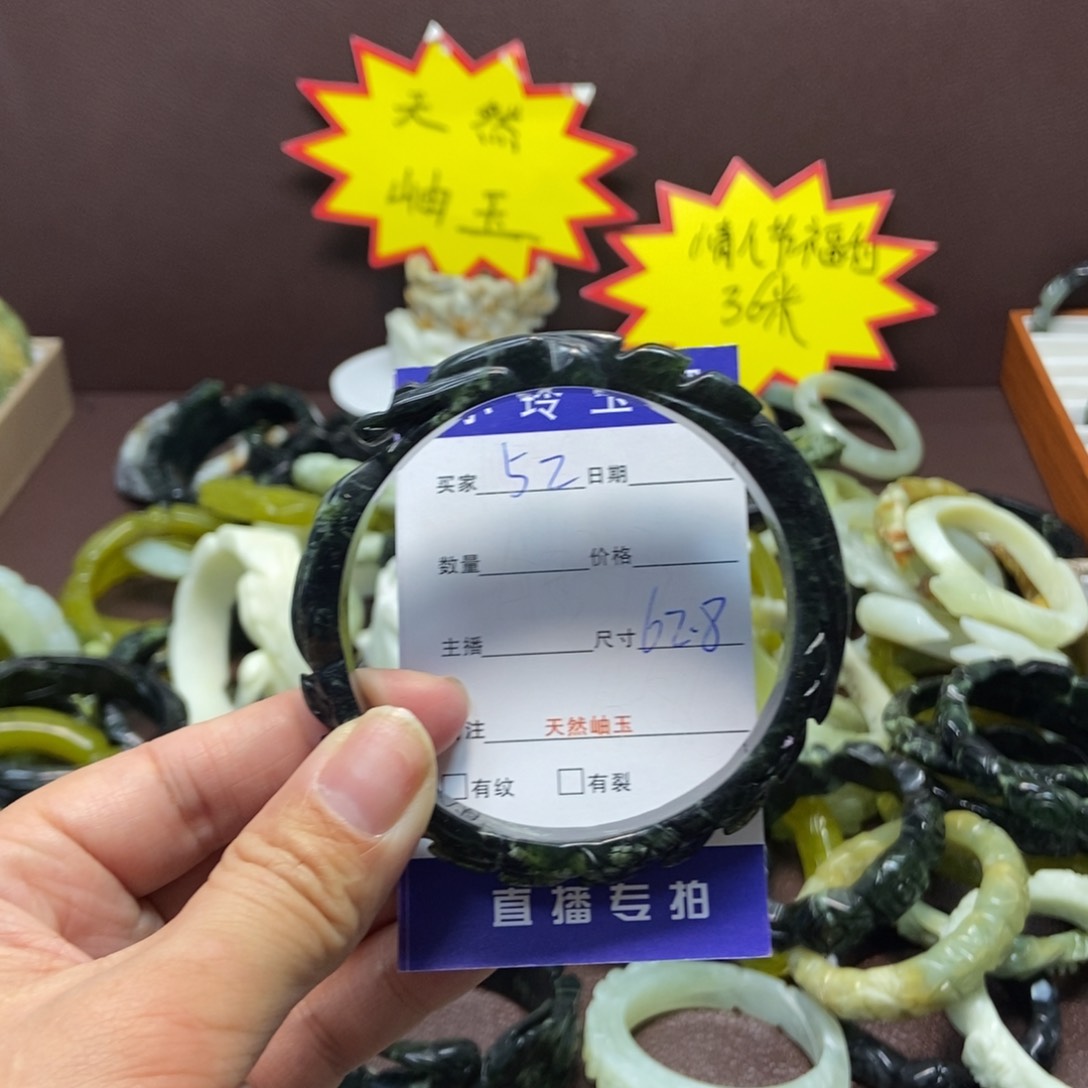 天然
岫玉
情人节福利
36米
玲玉
买家 52 日期
数量 价格
主播 尺寸 62.8
注 天然岫玉
□有纹 □有裂
直播专拍